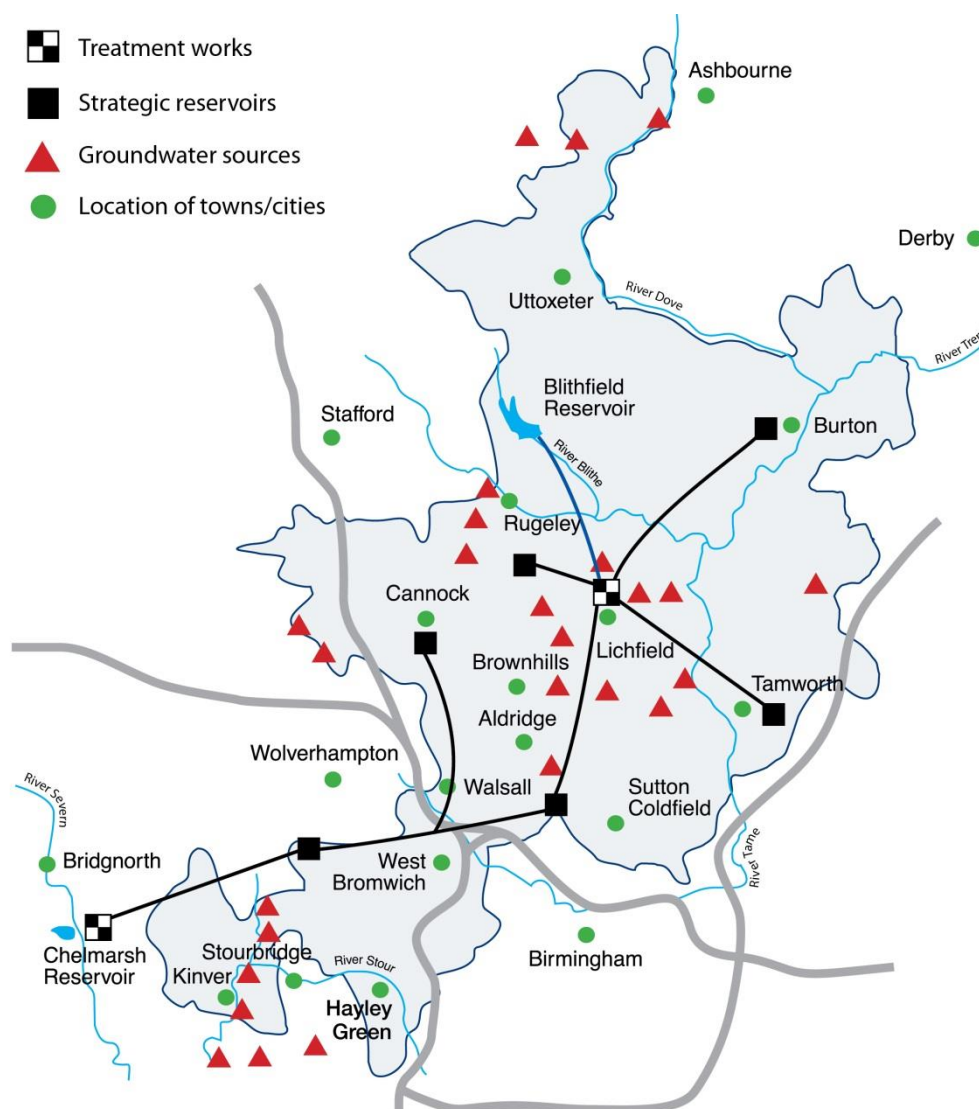 Treatment works
Strategic reservoirs
Groundwater sources
Location of towns/cities
Ashbourne
Derby
Uttoxeter
River Dove
River Tren
Blithfield
Reservoir
Stafford
Burton
River Blithe
Rugeley
Cannock
Lichfield
Brownhills
Tamworth
Aldridge
Wolverhampton
Walsall
Sutton
Coldfield
River Severn
Bridgnorth
West
Bromwich
River Tame
Chelmarsh
Reservoir
Stourbridge
Kinver
River Stour
Birmingham
Hayley
Green